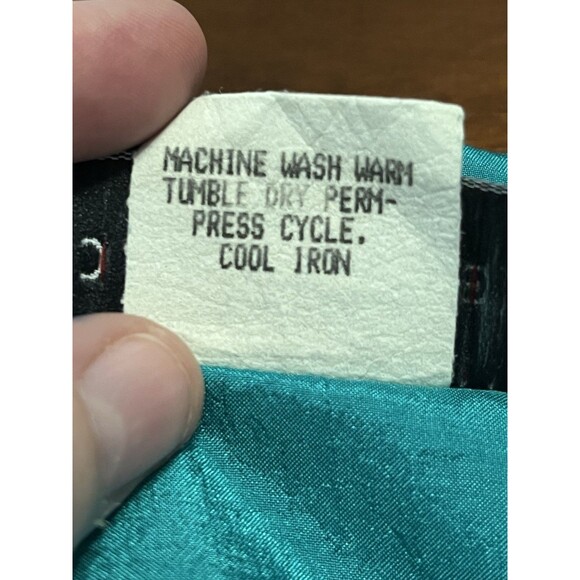 MACHINE WASH WARM
TUMBLE DRY PERM-
PRESS CYCLE.
COOL IRON